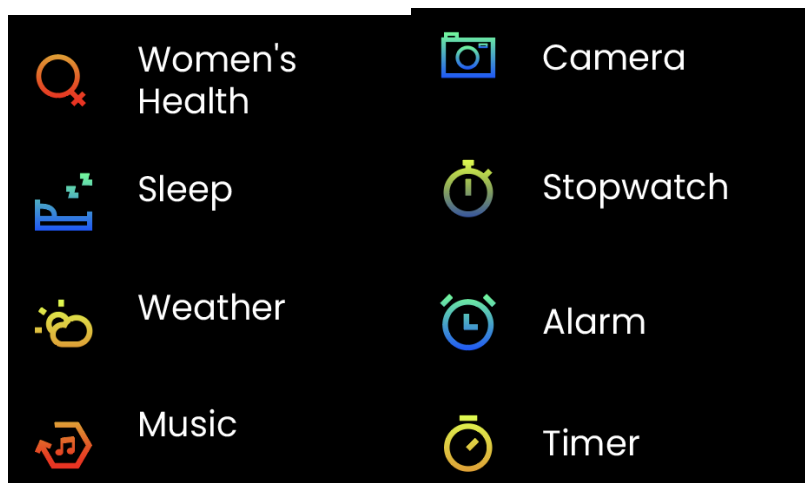 Women's
Health
Sleep
Weather
Music
Camera
Stopwatch
Alarm
Timer